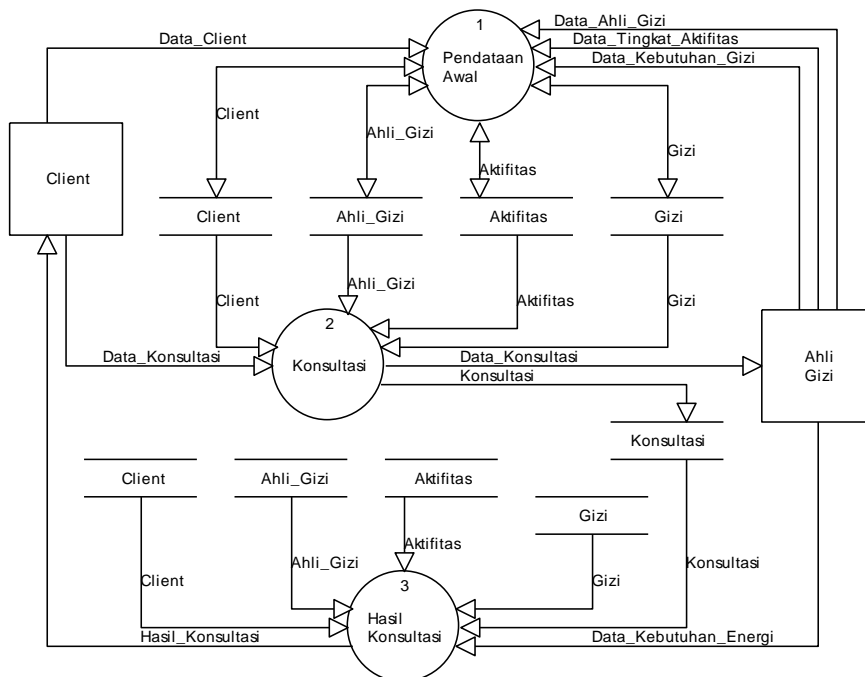 Data_Ahli_Gizi
1
Data_Client
Data_Tingkat_Aktifitas
Pendataan
Awal
Data_Kebutuhan_Gizi
Client
Ahli_Gizi
Gizi
Aktifitas
Client
Client
Ahli_Gizi
Aktifitas
Gizi
Ahli_Gizi
Client
Aktifitas
Gizi
2
Data_Konsultasi
Konsultasi
Data_Konsultasi
Konsultasi
Ahli
Gizi
Konsultasi
Client
Ahli_Gizi
Aktifitas
Gizi
Aktifitas
Ahli_Gizi
Konsultasi
Client
Gizi
3
Hasil
Konsultasi
Hasil_Konsultasi
Data_Kebutuhan_Energi